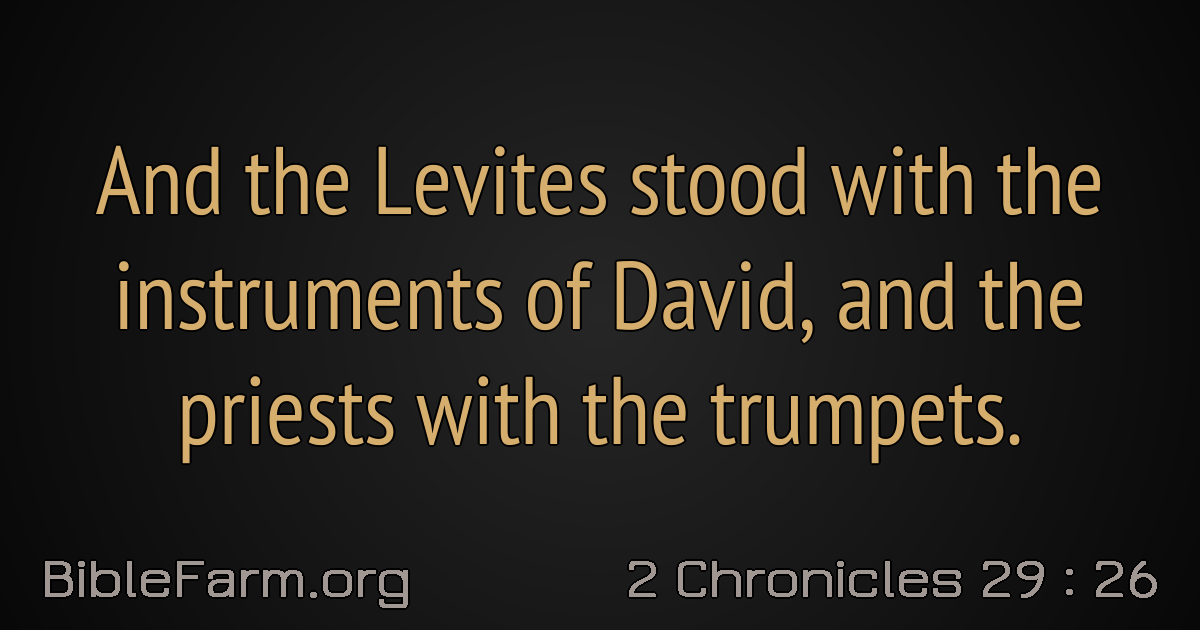 And the Levites stood with the
instruments of David, and the
priests with the trumpets.
BibleFarm.org
2 Chronicles 29 : 26